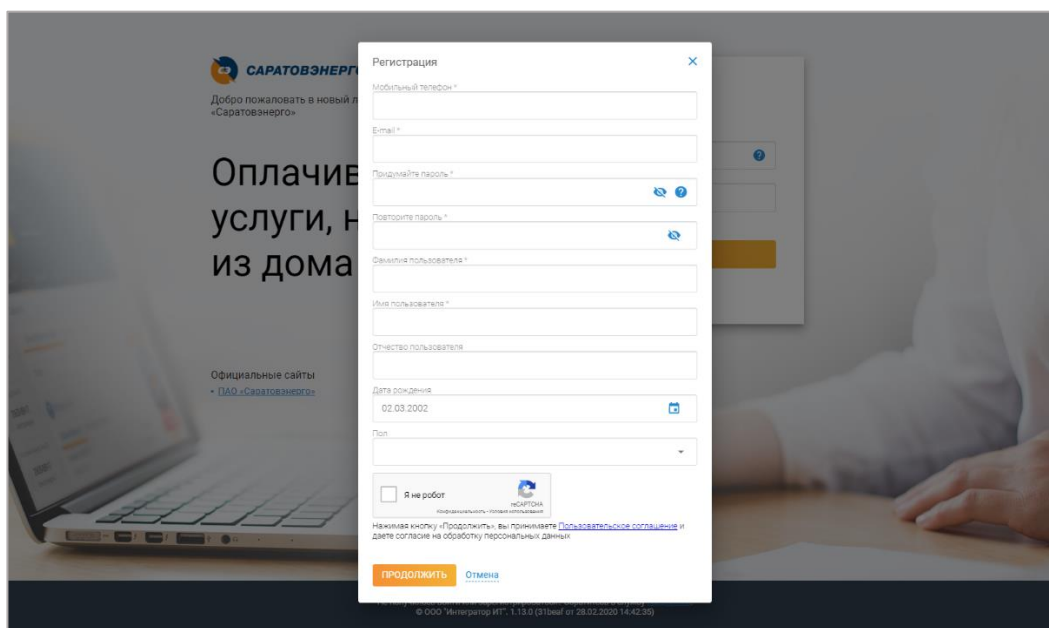 САРАТОВЭНЕРГ
Добро пожаловать в новый л
«Саратовэнерго»
Оплачив
услуги, н
из дома
Официальные сайты
• ПАО «Саратовэнерго»
Регистрация
Мобильный телефон *
E-mail *
Придумайте пароль *
Повторите пароль *
Фамилия пользователя *
Имя пользователя *
Отчество пользователя
Дата рождения
02.03.2002
Пол
Я не робот
reCAPTCHA
Конфиденциальность - Условия использования
Нажимая кнопку «Продолжить», вы принимаете Пользовательское соглашение и
даете согласие на обработку персональных данных
ПРОДОЛЖИТЬ Отмена
© ООО "Интегратор ИТ", 1.13.0 (31beaf от 28.02.2020 14:42:35)